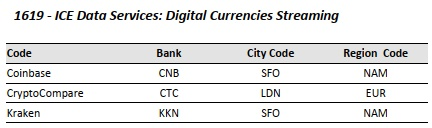 1619 - ICE Data Services: Digital Currencies Streaming
Code Bank City Code Region Code
Coinbase CNB SFO NAM
CryptoCompare CTC LDN EUR
Kraken KKN SFO NAM